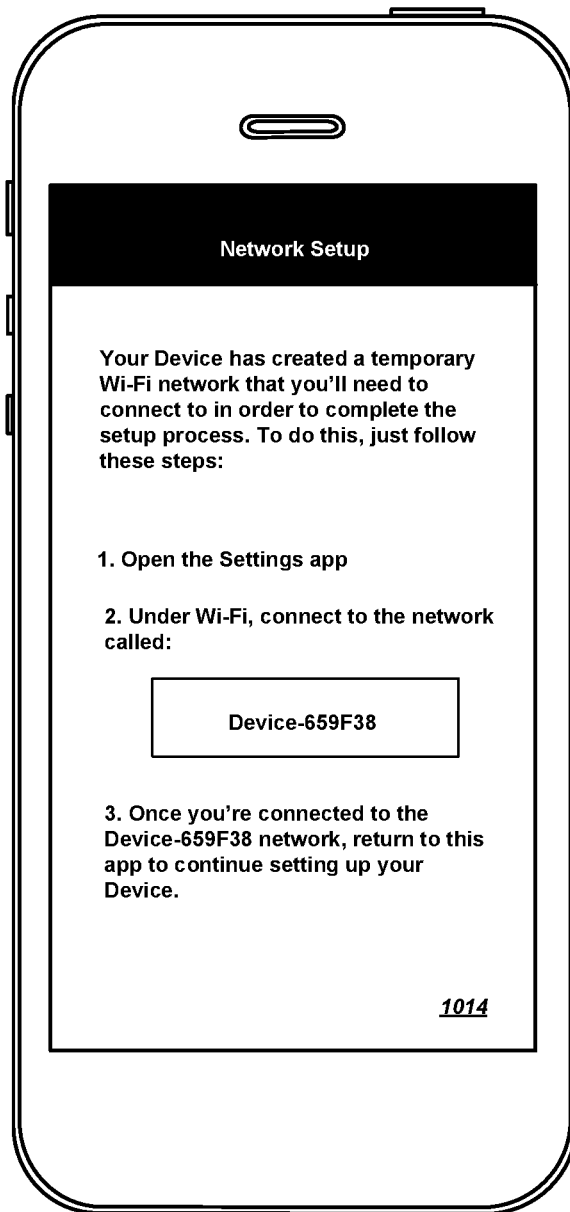 Network Setup
Your Device has created a temporary
Wi-Fi network that you'll need to
connect to in order to complete the
setup process. To do this, just follow
these steps:
1. Open the Settings app
2. Under Wi-Fi, connect to the network
called:
Device-659F38
3. Once you're connected to the
Device-659F38 network, return to this
app to continue setting up your
Device.
1014